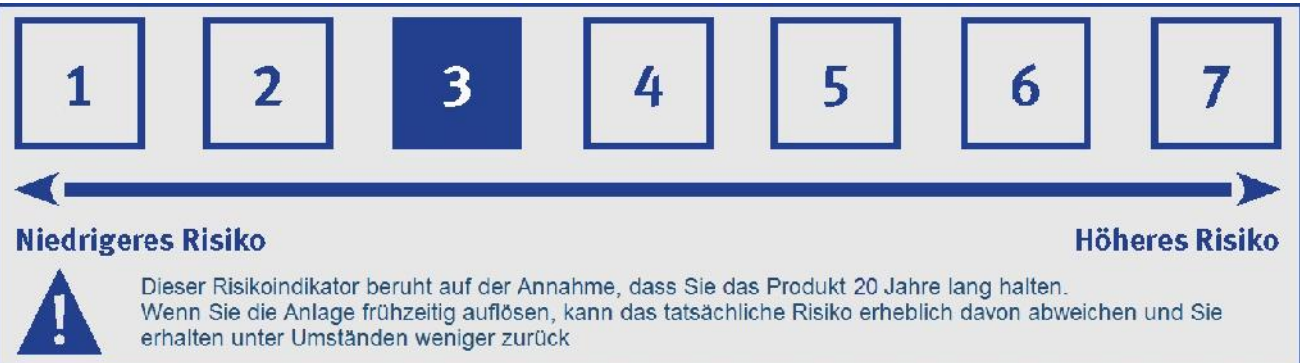 1 2 3 4 5 6 7
Niedrigeres Risiko Höheres Risiko
!
Dieser Risikoindikator beruht auf der Annahme, dass Sie das Produkt 20 Jahre lang halten.
Wenn Sie die Anlage frühzeitig auflösen, kann das tatsächliche Risiko erheblich davon abweichen und Sie
erhalten unter Umständen weniger zurück